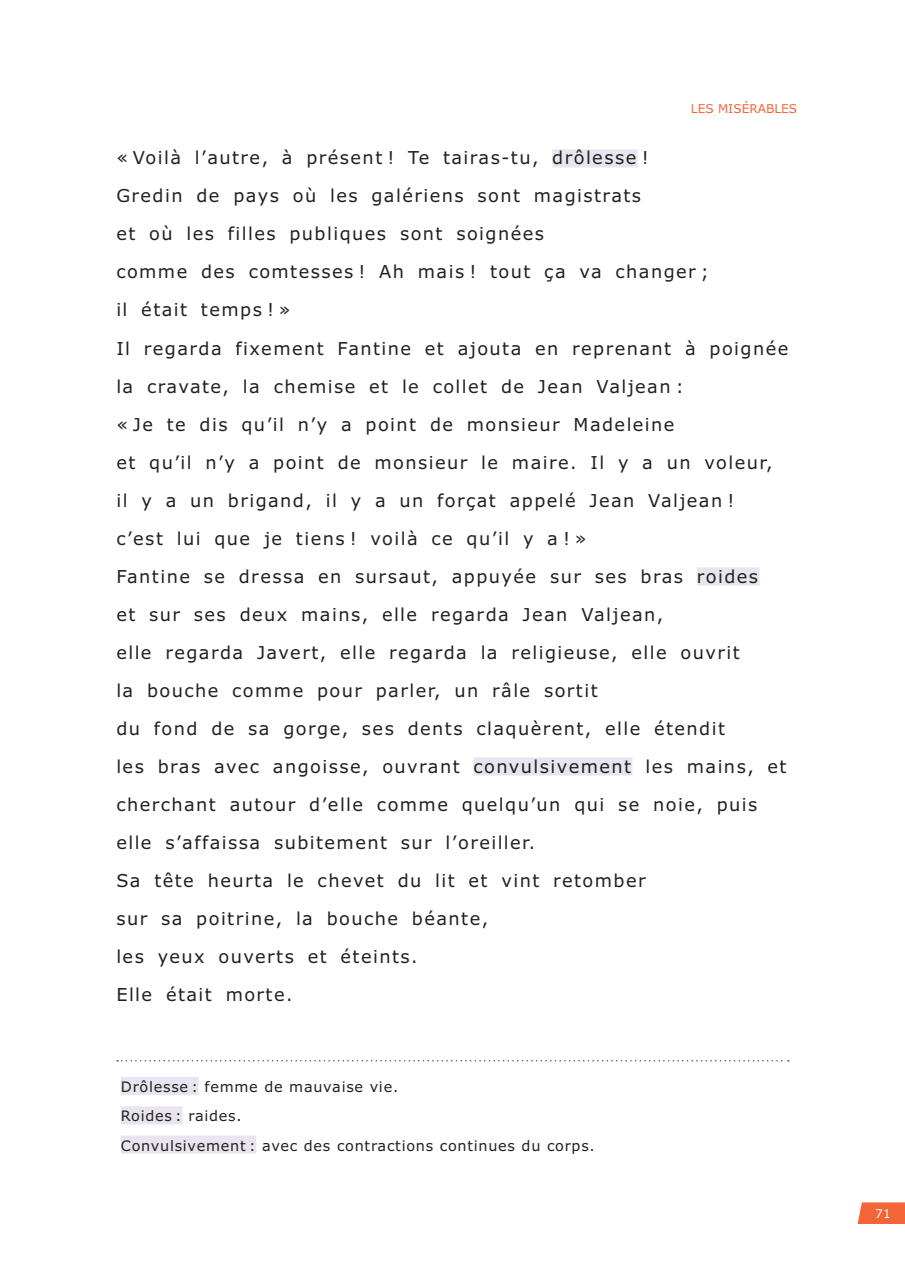 LES MISÉRABLES
« Voilà l’autre, à présent ! Te tairas-tu, drôlesse !
Gredin de pays où les galériens sont magistrats
et où les filles publiques sont soignées
comme des comtesses ! Ah mais ! tout ça va changer ;
il était temps ! »
Il regarda fixement Fantine et ajouta en reprenant à poignée
la cravate, la chemise et le collet de Jean Valjean :
« Je te dis qu’il n’y a point de monsieur Madeleine
et qu’il n’y a point de monsieur le maire. Il y a un voleur,
il y a un brigand, il y a un forçat appelé Jean Valjean !
c’est lui que je tiens ! voilà ce qu’il y a ! »
Fantine se dressa en sursaut, appuyée sur ses bras roides
et sur ses deux mains, elle regarda Jean Valjean,
elle regarda Javert, elle regarda la religieuse, elle ouvrit
la bouche comme pour parler, un râle sortit
du fond de sa gorge, ses dents claquèrent, elle étendit
les bras avec angoisse, ouvrant convulsivement les mains, et
cherchant autour d’elle comme quelqu’un qui se noie, puis
elle s’affaissa subitement sur l’oreiller.
Sa tête heurta le chevet du lit et vint retomber
sur sa poitrine, la bouche béante,
les yeux ouverts et éteints.
Elle était morte.
Drôlesse : femme de mauvaise vie.
Roides : raides.
Convulsivement : avec des contractions continues du corps.
71